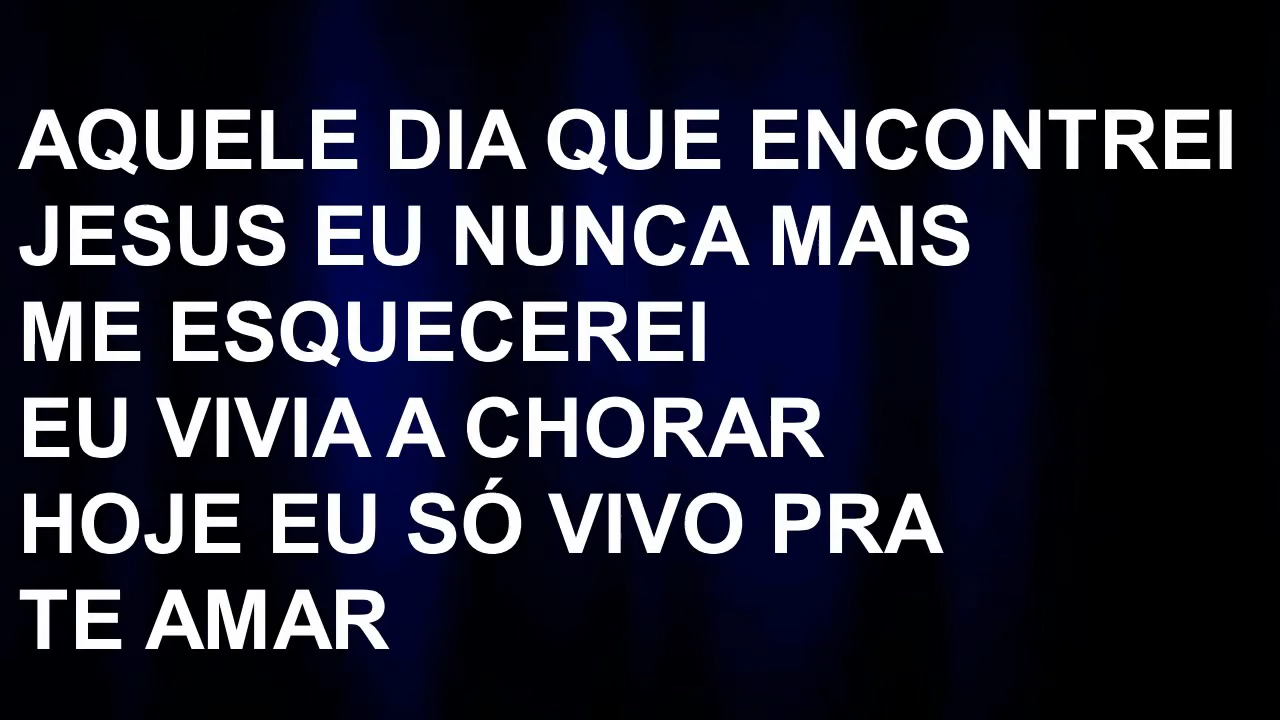 AQUELE DIA QUE ENCONTREI
JESUS EU NUNCA MAIS
ME ESQUECEREI
EU VIVIA A CHORAR
HOJE EU SÓ VIVO PRA
TE AMAR